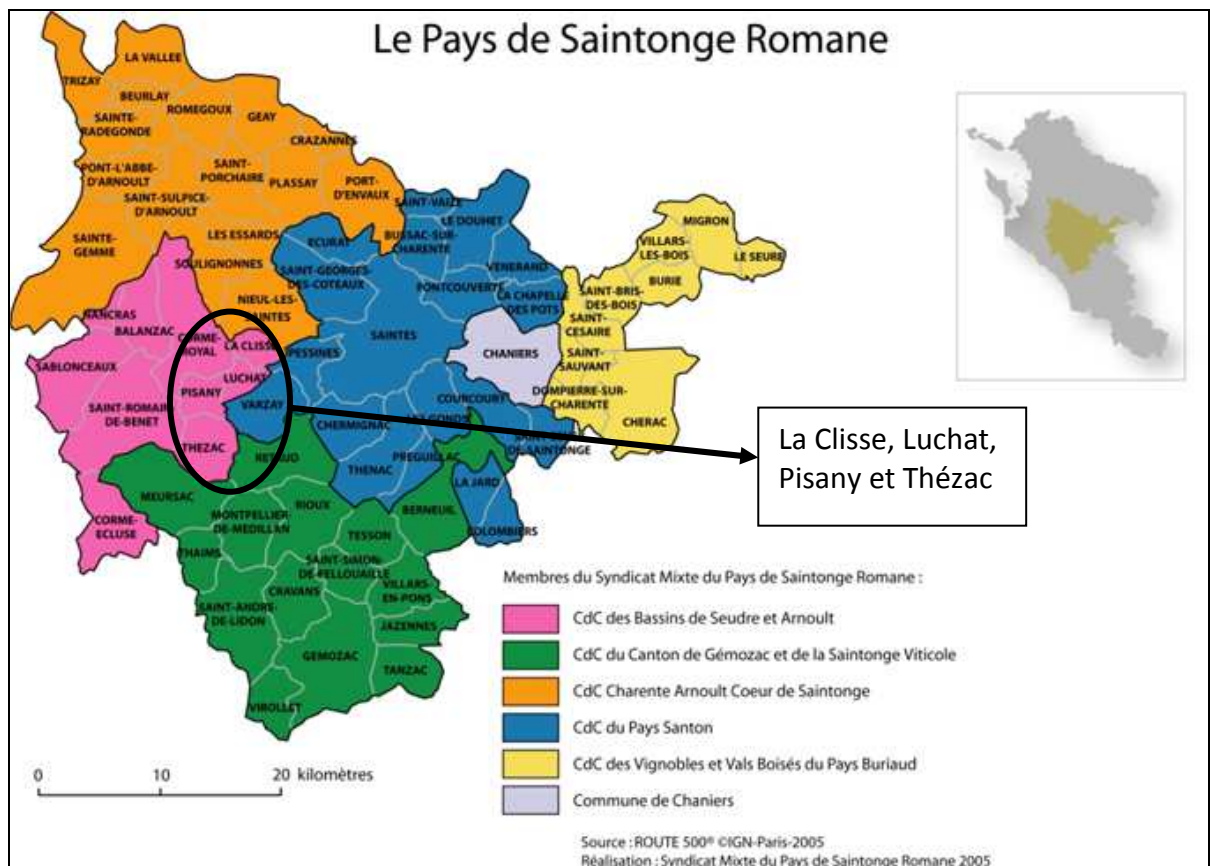 Le Pays de Saintonge Romane
LA VALLEE
TRIZAY
BEURLAY
ROMEGOUX
SAINTE-
RADEGONDE
GEAY
CRAZANNES
PONT-L'ABBE-
D'ARNOULT
SAINT-
PORCHAIRE
PLASSAY
PORT-
D'ENVAUX
SAINT-SULPICE-
D'ARNOULT
SAINT-VAIZE
LE DOUHET
MIGRON
SAINTE-
GEMME
LES ESSARDS
ECURAT
BUSSAC-SUR-
CHARENTE
VILLARS-
LES-BOIS
LE SEURE
SOULIGNONNES
SAINT-GEORGES-
DES-COTEAUX
VENERAND
BURIE
NIEUL-LES-
SAINTES
PONTCOUVERTE
LA CHAPELLE
DES POTS
SAINT-BRIS-
DES-BOIS
NANCRAS
BALANZAC
SAINT-
CESAIRE
SAINTES
CORME-
ROYAL
LA CLISSE
PESSINES
CHANIERS
SAINT-
SAUVANT
SABLONCEAUX
LUCHAT
PISANY
DOMPIERRE-SUR-
CHARENTE
VARZAY
COURCOURY
SAINT-ROMAIN-
DE-BENET
CHERMIGNAC
CHERAC
THEZAC
PREGUILLAC
DE-SAINTONGE
THENAC
LA JARD
MEURSAC
RIOUX
BERNEUIL
MONTPELLIER-
DE-MEDILLAN
CORME-
ECLUSE
COLOMBIERS
TESSON
THAIMS
SAINT-SIMON-
DE-PELLOUAILLE
CRAVANS
VILLARS-
EN-PONS
SAINT-ANDRE-
DE-LIDON
JAZENNES
GEMOZAC
TANZAC
VIROLLET
La Clisse, Luchat,
Pisany et Thézac
Membres du Syndicat Mixte du Pays de Saintonge Romane :
CdC des Bassins de Seudre et Arnoult
CdC du Canton de Gémozac et de la Saintonge Viticole
CdC Charente Arnoult Coeur de Saintonge
CdC du Pays Santon
CdC des Vignobles et Vals Boisés du Pays Buriaud
Commune de Chaniers
0 10 20 kilomètres
Source : ROUTE 500® ©IGN-Paris-2005
Réalisation : Syndicat Mixte du Pays de Saintonge Romane 2005